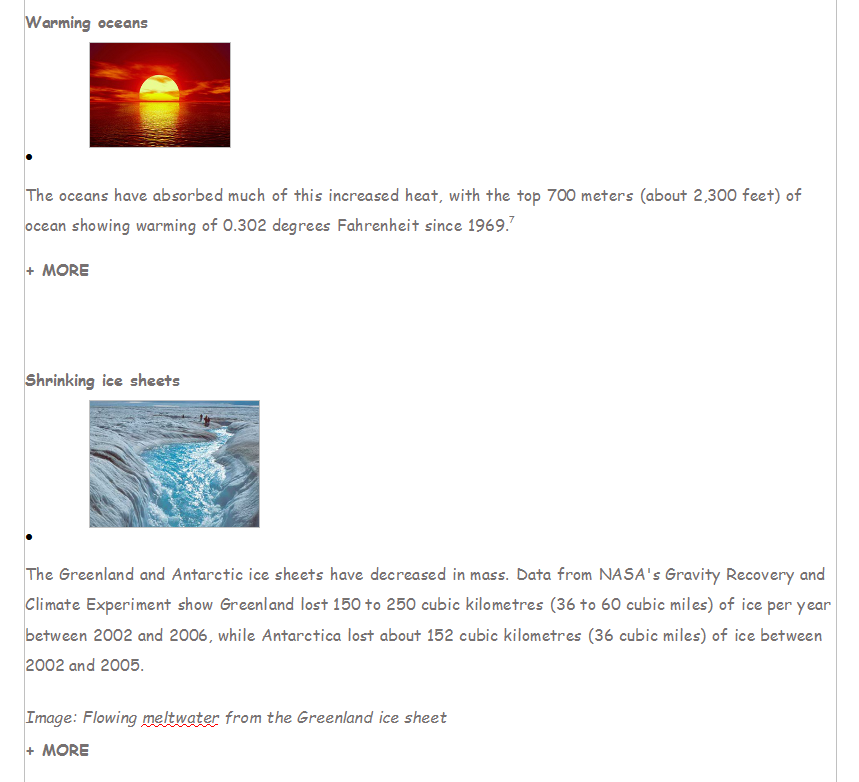 Warming oceans
The oceans have absorbed much of this increased heat, with the top 700 meters (about 2,300 feet) of
ocean showing warming of 0.302 degrees Fahrenheit since 1969.7
+ MORE
Shrinking ice sheets
The Greenland and Antarctic ice sheets have decreased in mass. Data from NASA's Gravity Recovery and
Climate Experiment show Greenland lost 150 to 250 cubic kilometres (36 to 60 cubic miles) of ice per year
between 2002 and 2006, while Antarctica lost about 152 cubic kilometres (36 cubic miles) of ice between
2002 and 2005.
Image: Flowing meltwater from the Greenland ice sheet
+ MORE